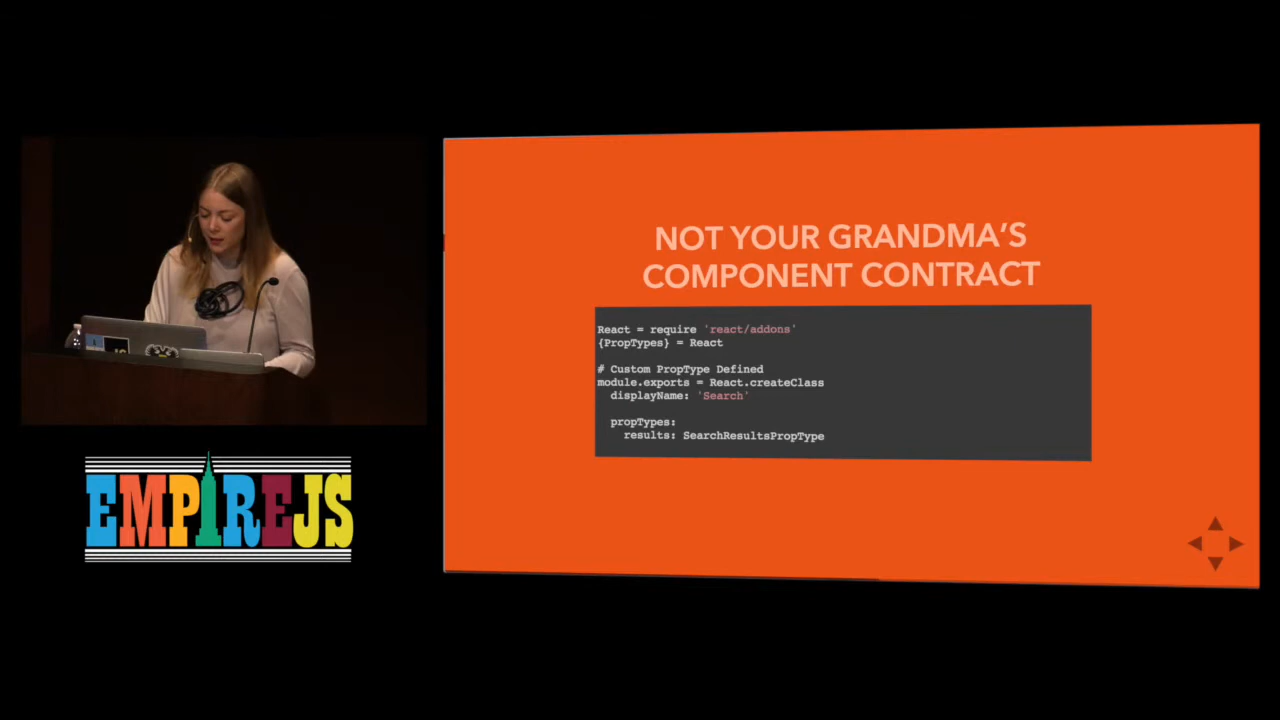 NOT YOUR GRANDMA'S
COMPONENT CONTRACT
React = require 'react/addons'
{PropTypes} = React
# Custom PropType Defined
module.exports = React.createClass
displayName: 'Search'
propTypes:
results: SearchResultsPropType
EMPIREJS